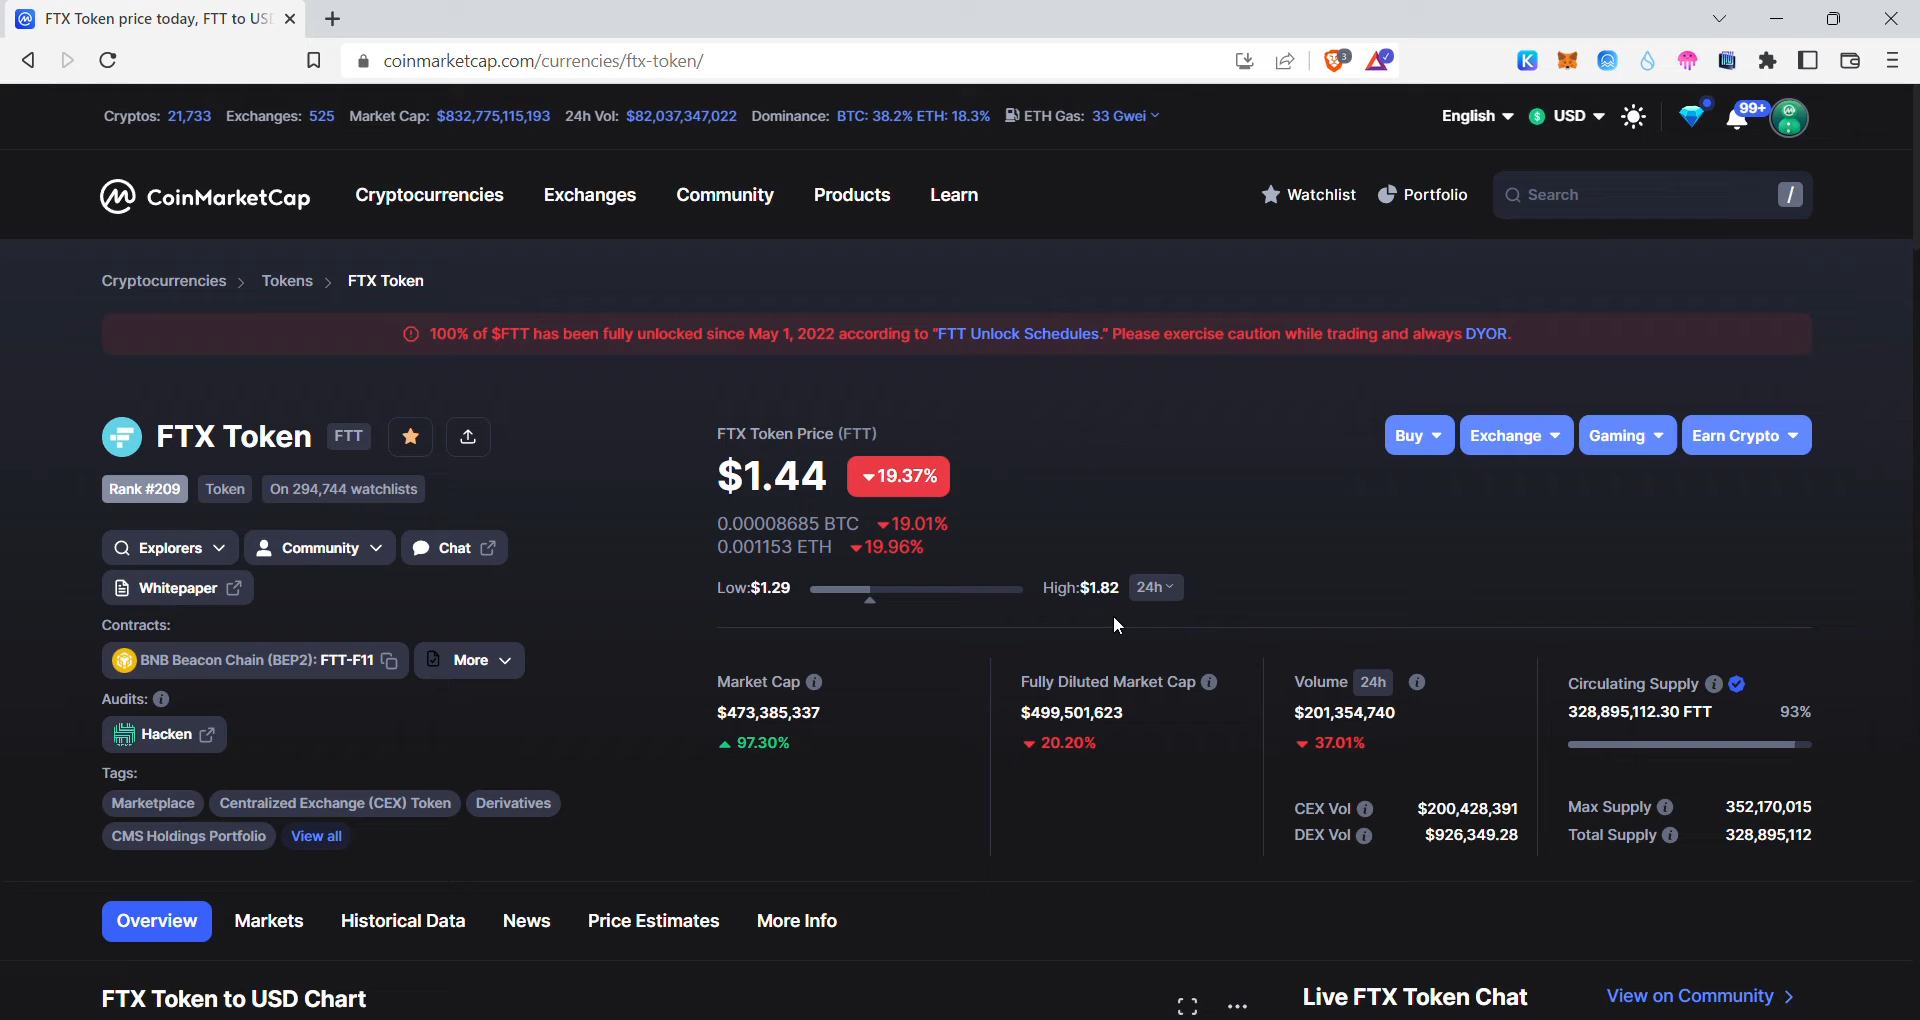 FTX Token price today, FTT to US
coinmarketcap.com/currencies/ftx-token/
3
K
Cryptos: 21,733 Exchanges: 525 Market Cap: $832,775,115,193 24h Vol: $82,037,347,022 Dominance: BTC: 38.2% ETH: 18.3% ETH Gas: 33 Gwei
English $ USD 99+
CoinMarketCap Cryptocurrencies Exchanges Community Products Learn
Watchlist Portfolio Search /
Cryptocurrencies > Tokens > FTX Token
100% of $FTT has been fully unlocked since May 1, 2022 according to "FTT Unlock Schedules." Please exercise caution while trading and always DYOR.
FTX Token FTT
Rank #209 Token On 294,744 watchlists
Explorers Community Chat
Whitepaper
Contracts:
BNB Beacon Chain (BEP2): FTT-F11 More
Audits:
Hacken
Tags:
Marketplace Centralized Exchange (CEX) Token Derivatives
CMS Holdings Portfolio View all
FTX Token Price (FTT)
$1.44 19.37%
0.00008685 BTC 19.01%
0.001153 ETH 19.96%
Low:$1.29 High:$1.82 24h
Buy Exchange Gaming Earn Crypto
Market Cap
$473,385,337
97.30%
Fully Diluted Market Cap
$499,501,623
20.20%
Volume 24h
$201,354,740
37.01%
CEX Vol $200,428,391
DEX Vol $926,349.28
Circulating Supply
328,895,112.30 FTT 93%
Max Supply 352,170,015
Total Supply 328,895,112
Overview Markets Historical Data News Price Estimates More Info
FTX Token to USD Chart
Live FTX Token Chat View on Community >